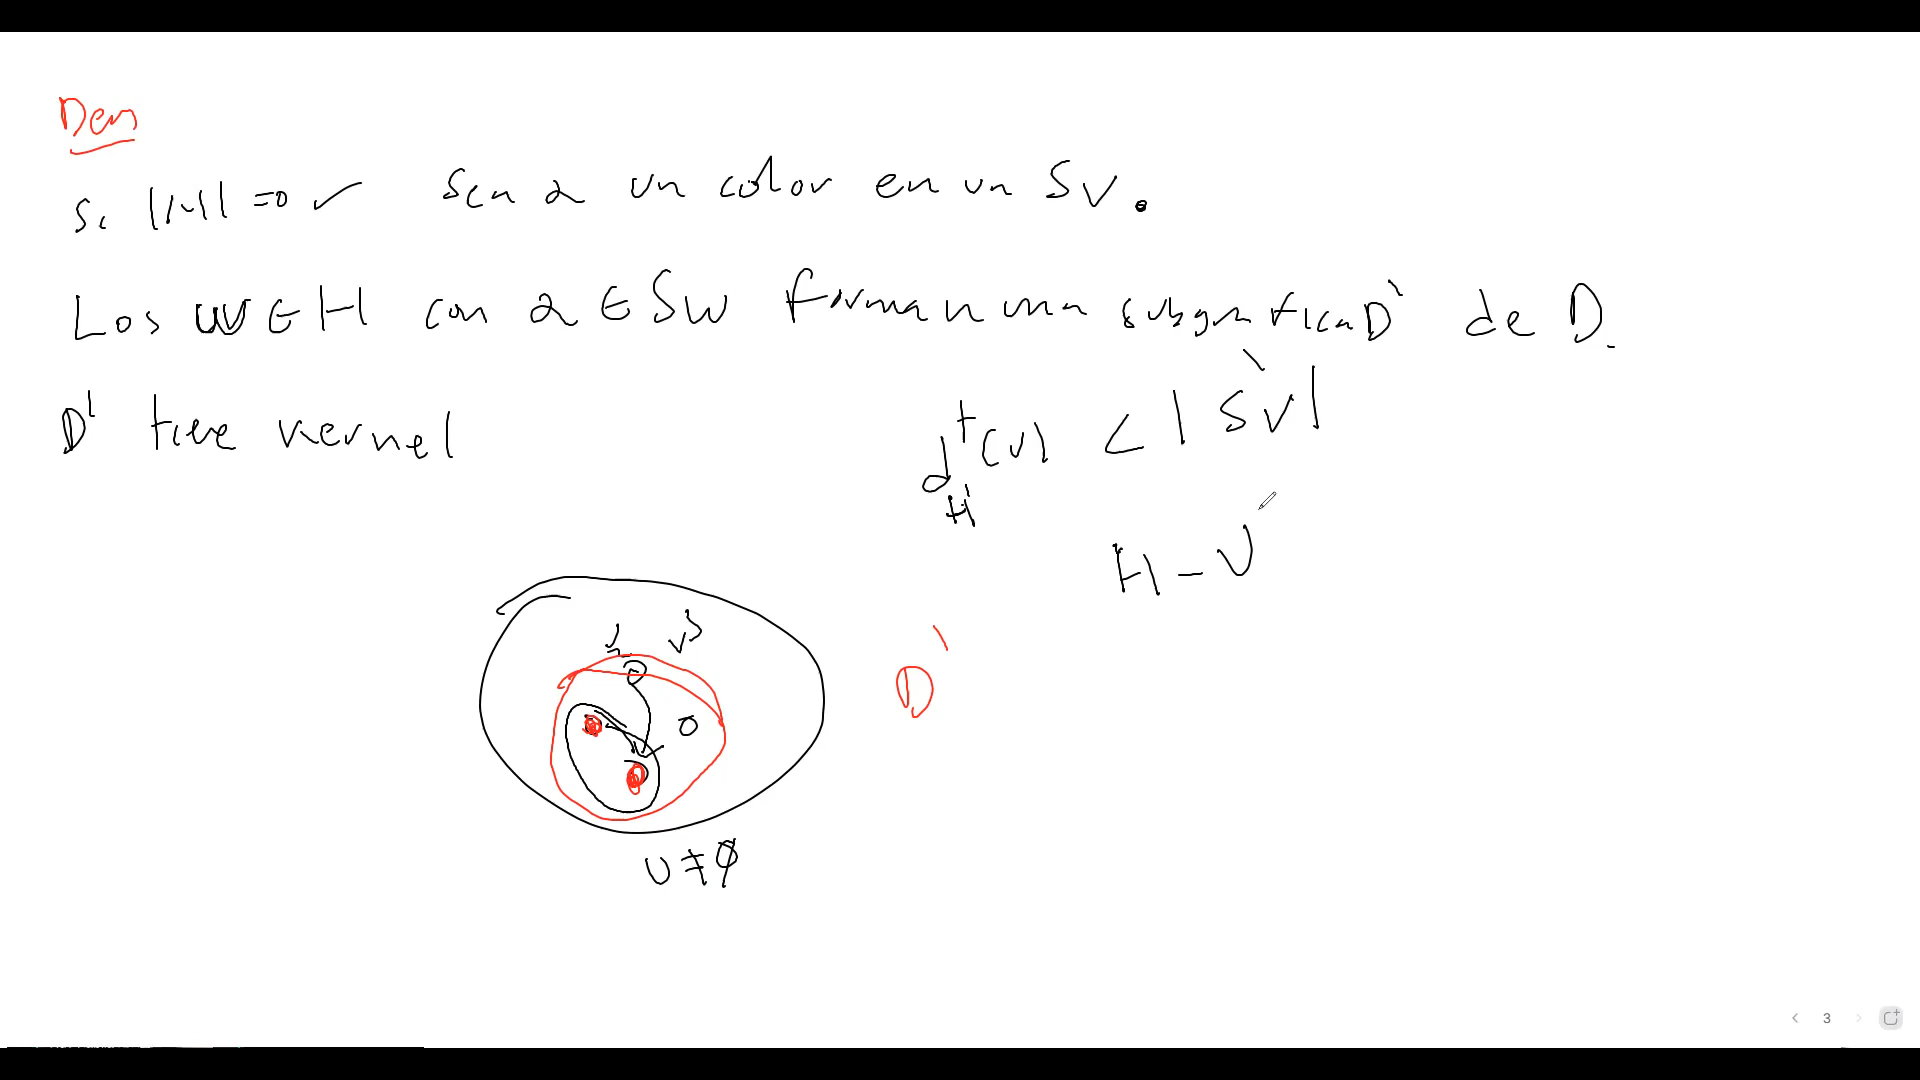 Dem
Si |H| = 0 ✓ Sea α un color en un Sv.
Los w ∈ H con α ∈ Sw forman una subgráfica D' de D.
D' tiene kernel
d⁺_H'(v) < |S'v|
H - U
D'
U ≠ ∅
3